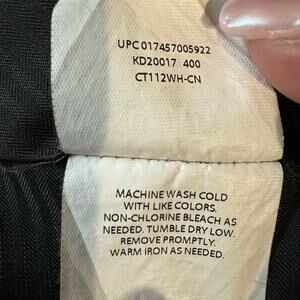 UPC 017457005922
KD20017 400
CT112WH-CN
MACHINE WASH COLD
WITH LIKE COLORS.
NON-CHLORINE BLEACH AS
NEEDED. TUMBLE DRY LOW.
REMOVE PROMPTLY.
WARM IRON AS NEEDED.